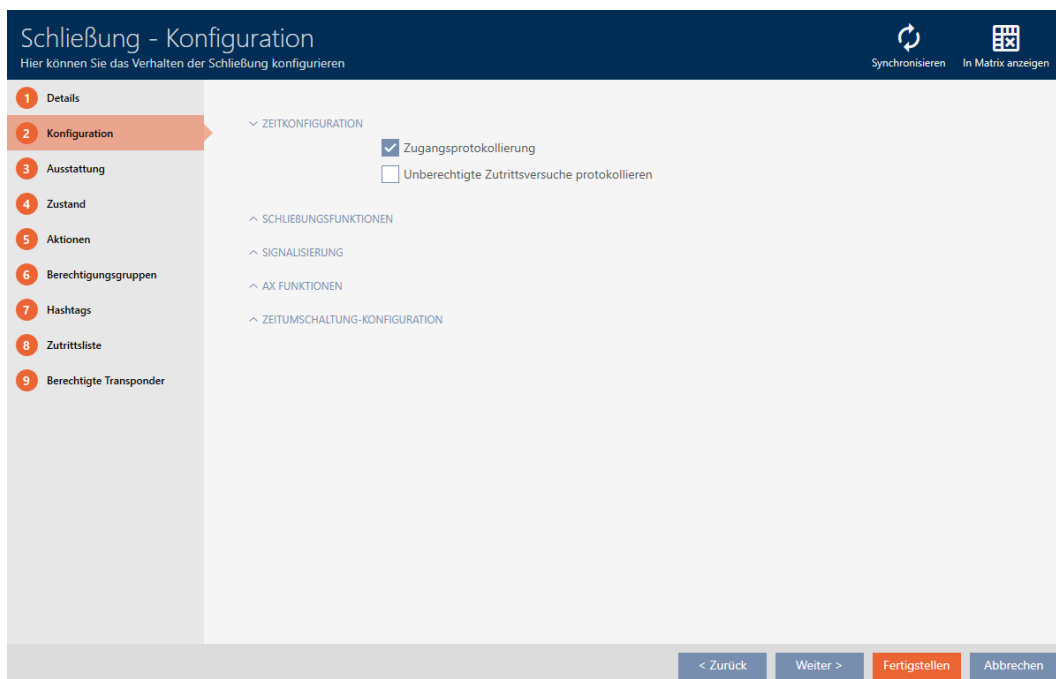 Schließung - Konfiguration
Hier können Sie das Verhalten der Schließung konfigurieren
Synchronisieren
In Matrix anzeigen
1 Details
2 Konfiguration
3 Ausstattung
4 Zustand
5 Aktionen
6 Berechtigungsgruppen
7 Hashtags
8 Zutrittsliste
9 Berechtigte Transponder
ZEITKONFIGURATION
Zugangsprotokollierung
Unberechtigte Zutrittsversuche protokollieren
SCHLIEßUNGSFUNKTIONEN
SIGNALISIERUNG
AX FUNKTIONEN
ZEITUMSCHALTUNG-KONFIGURATION
< Zurück
Weiter >
Fertigstellen
Abbrechen